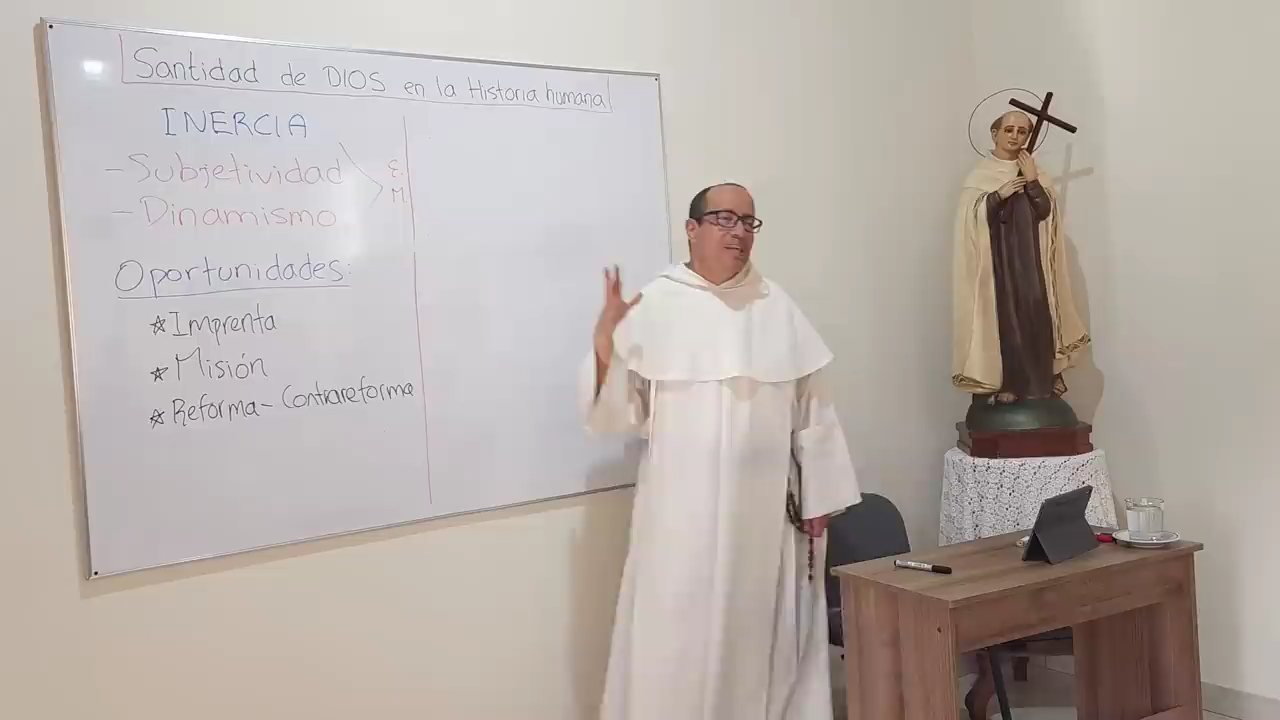 Santidad de DIOS en la Historia humana
INERCIA
- Subjetividad
- Dinamismo
E.
M.
Oportunidades:
☆ Imprenta
☆ Misión
☆ Reforma - Contrareforma